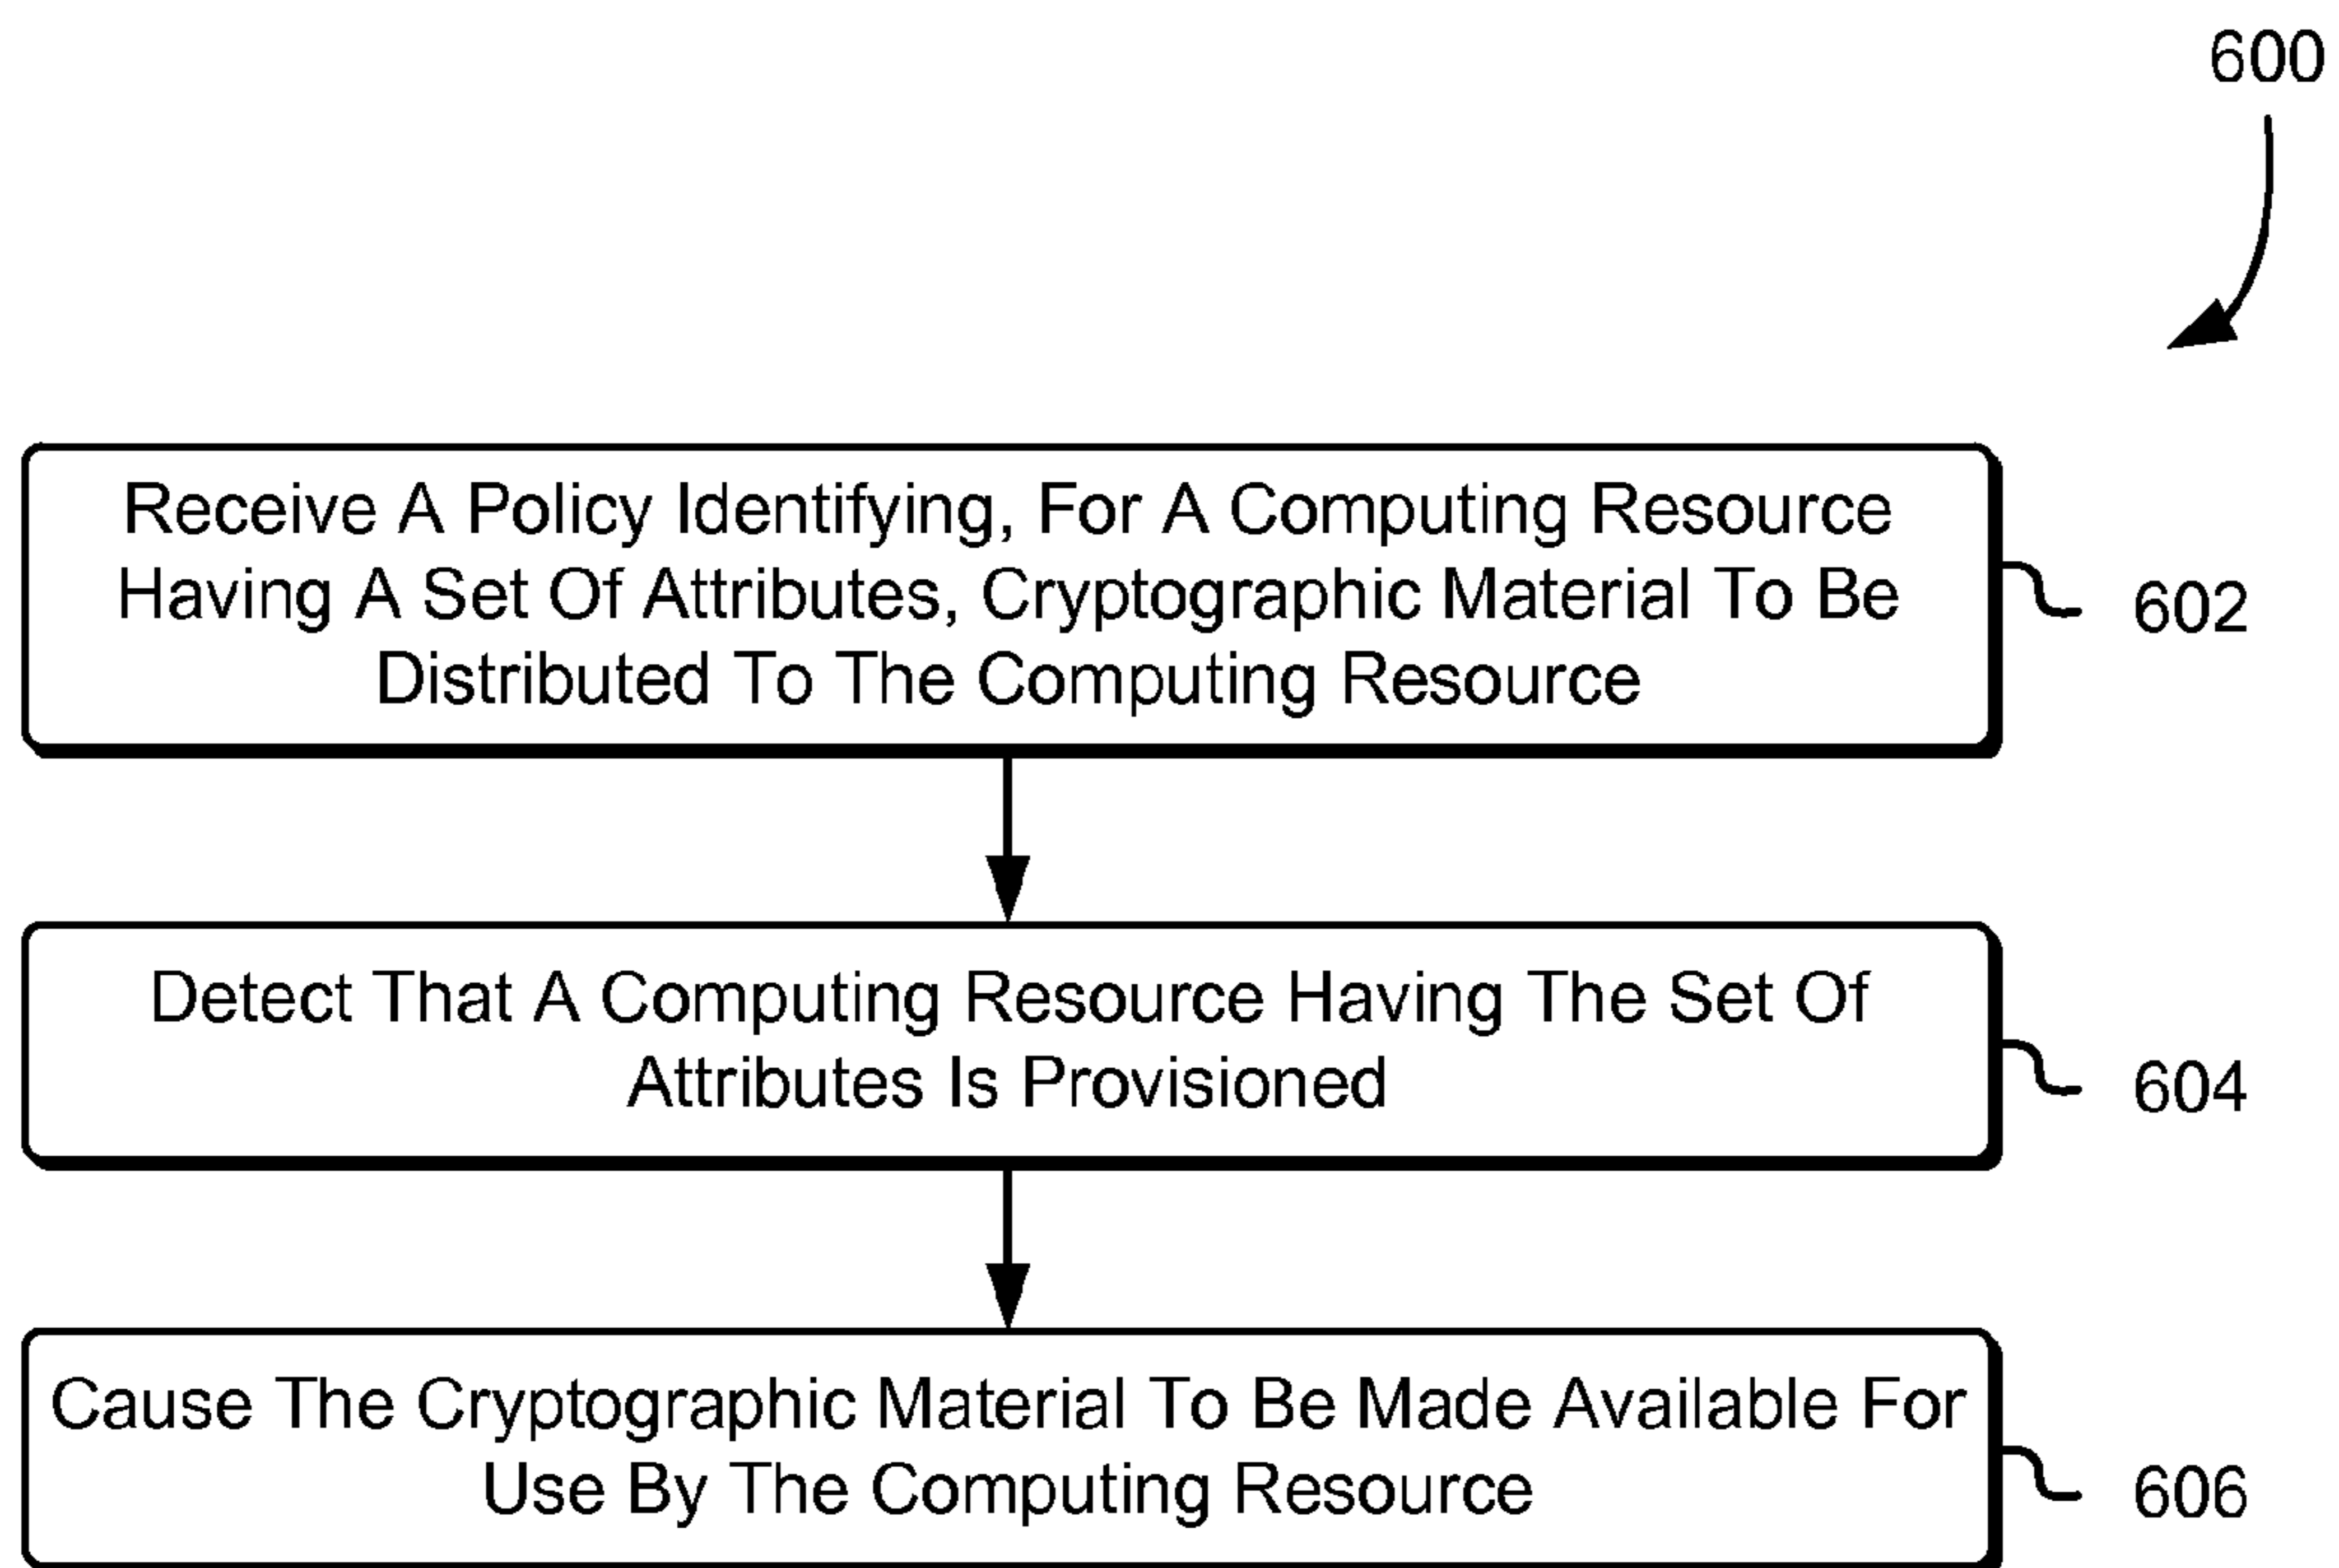 600
Receive A Policy Identifying, For A Computing Resource
Having A Set Of Attributes, Cryptographic Material To Be
Distributed To The Computing Resource
602
Detect That A Computing Resource Having The Set Of
Attributes Is Provisioned
604
Cause The Cryptographic Material To Be Made Available For
Use By The Computing Resource
606